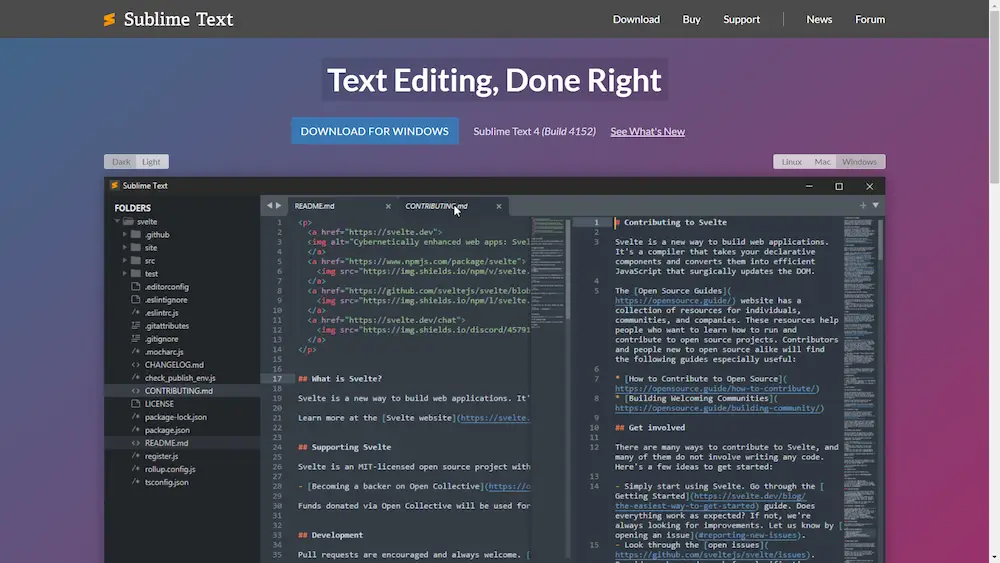 Sublime Text
Download Buy Support News Forum
Text Editing, Done Right
DOWNLOAD FOR WINDOWS Sublime Text 4 (Build 4152) See What's New
Dark Light
Linux Mac Windows
Sublime Text
FOLDERS
svelte
.github
site
src
test
.editorconfig
.eslintignore
.eslintrc.js
.gitattributes
.gitignore
.mocharc.js
CHANGELOG.md
check_publish_env.js
CONTRIBUTING.md
LICENSE
package-lock.json
package.json
README.md
register.js
rollup.config.js
tsconfig.json
README.md
CONTRIBUTING.md
1 <p>
2 <a href="https://svelte.dev">
3 <img alt="Cybernetically enhanced web apps: Svel
4 </a>
5 <a href="https://www.npmjs.com/package/svelte">
6 <img src="https://img.shields.io/npm/v/svelte.
7 </a>
8 <a href="https://github.com/sveltejs/svelte/blob
9 <img src="https://img.shields.io/npm/l/svelte.
10 </a>
11 <a href="https://svelte.dev/chat">
12 <img src="https://img.shields.io/discord/45791
13 </a>
14 </p>
15
16
17 ## What is Svelte?
18
19 Svelte is a new way to build web applications. It'
20
21 Learn more at the [Svelte website](https://svelte.
22
23
24 ## Supporting Svelte
25
26 Svelte is an MIT-licensed open source project with
27
28 - [Becoming a backer on Open Collective](https://o
29
30 Funds donated via Open Collective will be used for
31
32
33 ## Development
34
35 Pull requests are encouraged and always welcome. [
1 # Contributing to Svelte
2
3 Svelte is a new way to build web applications.
It's a compiler that takes your declarative
components and converts them into efficient
JavaScript that surgically updates the DOM.
4
5 The [Open Source Guides](
https://opensource.guide/) website has a
collection of resources for individuals,
communities, and companies. These resources help
people who want to learn how to run and
contribute to open source projects. Contributors
and people new to open source alike will find
the following guides especially useful:
6
7 * [How to Contribute to Open Source](
https://opensource.guide/how-to-contribute/)
8 * [Building Welcoming Communities](
https://opensource.guide/building-community/)
9
10 ## Get involved
11
12 There are many ways to contribute to Svelte, and
many of them do not involve writing any code.
Here's a few ideas to get started:
13
14 - Simply start using Svelte. Go through the [
Getting Started](https://svelte.dev/blog/
the-easiest-way-to-get-started) guide. Does
everything work as expected? If not, we're
always looking for improvements. Let us know by [
opening an issue](#reporting-new-issues).
15 - Look through the [open issues](
https://github.com/sveltejs/svelte/issues).